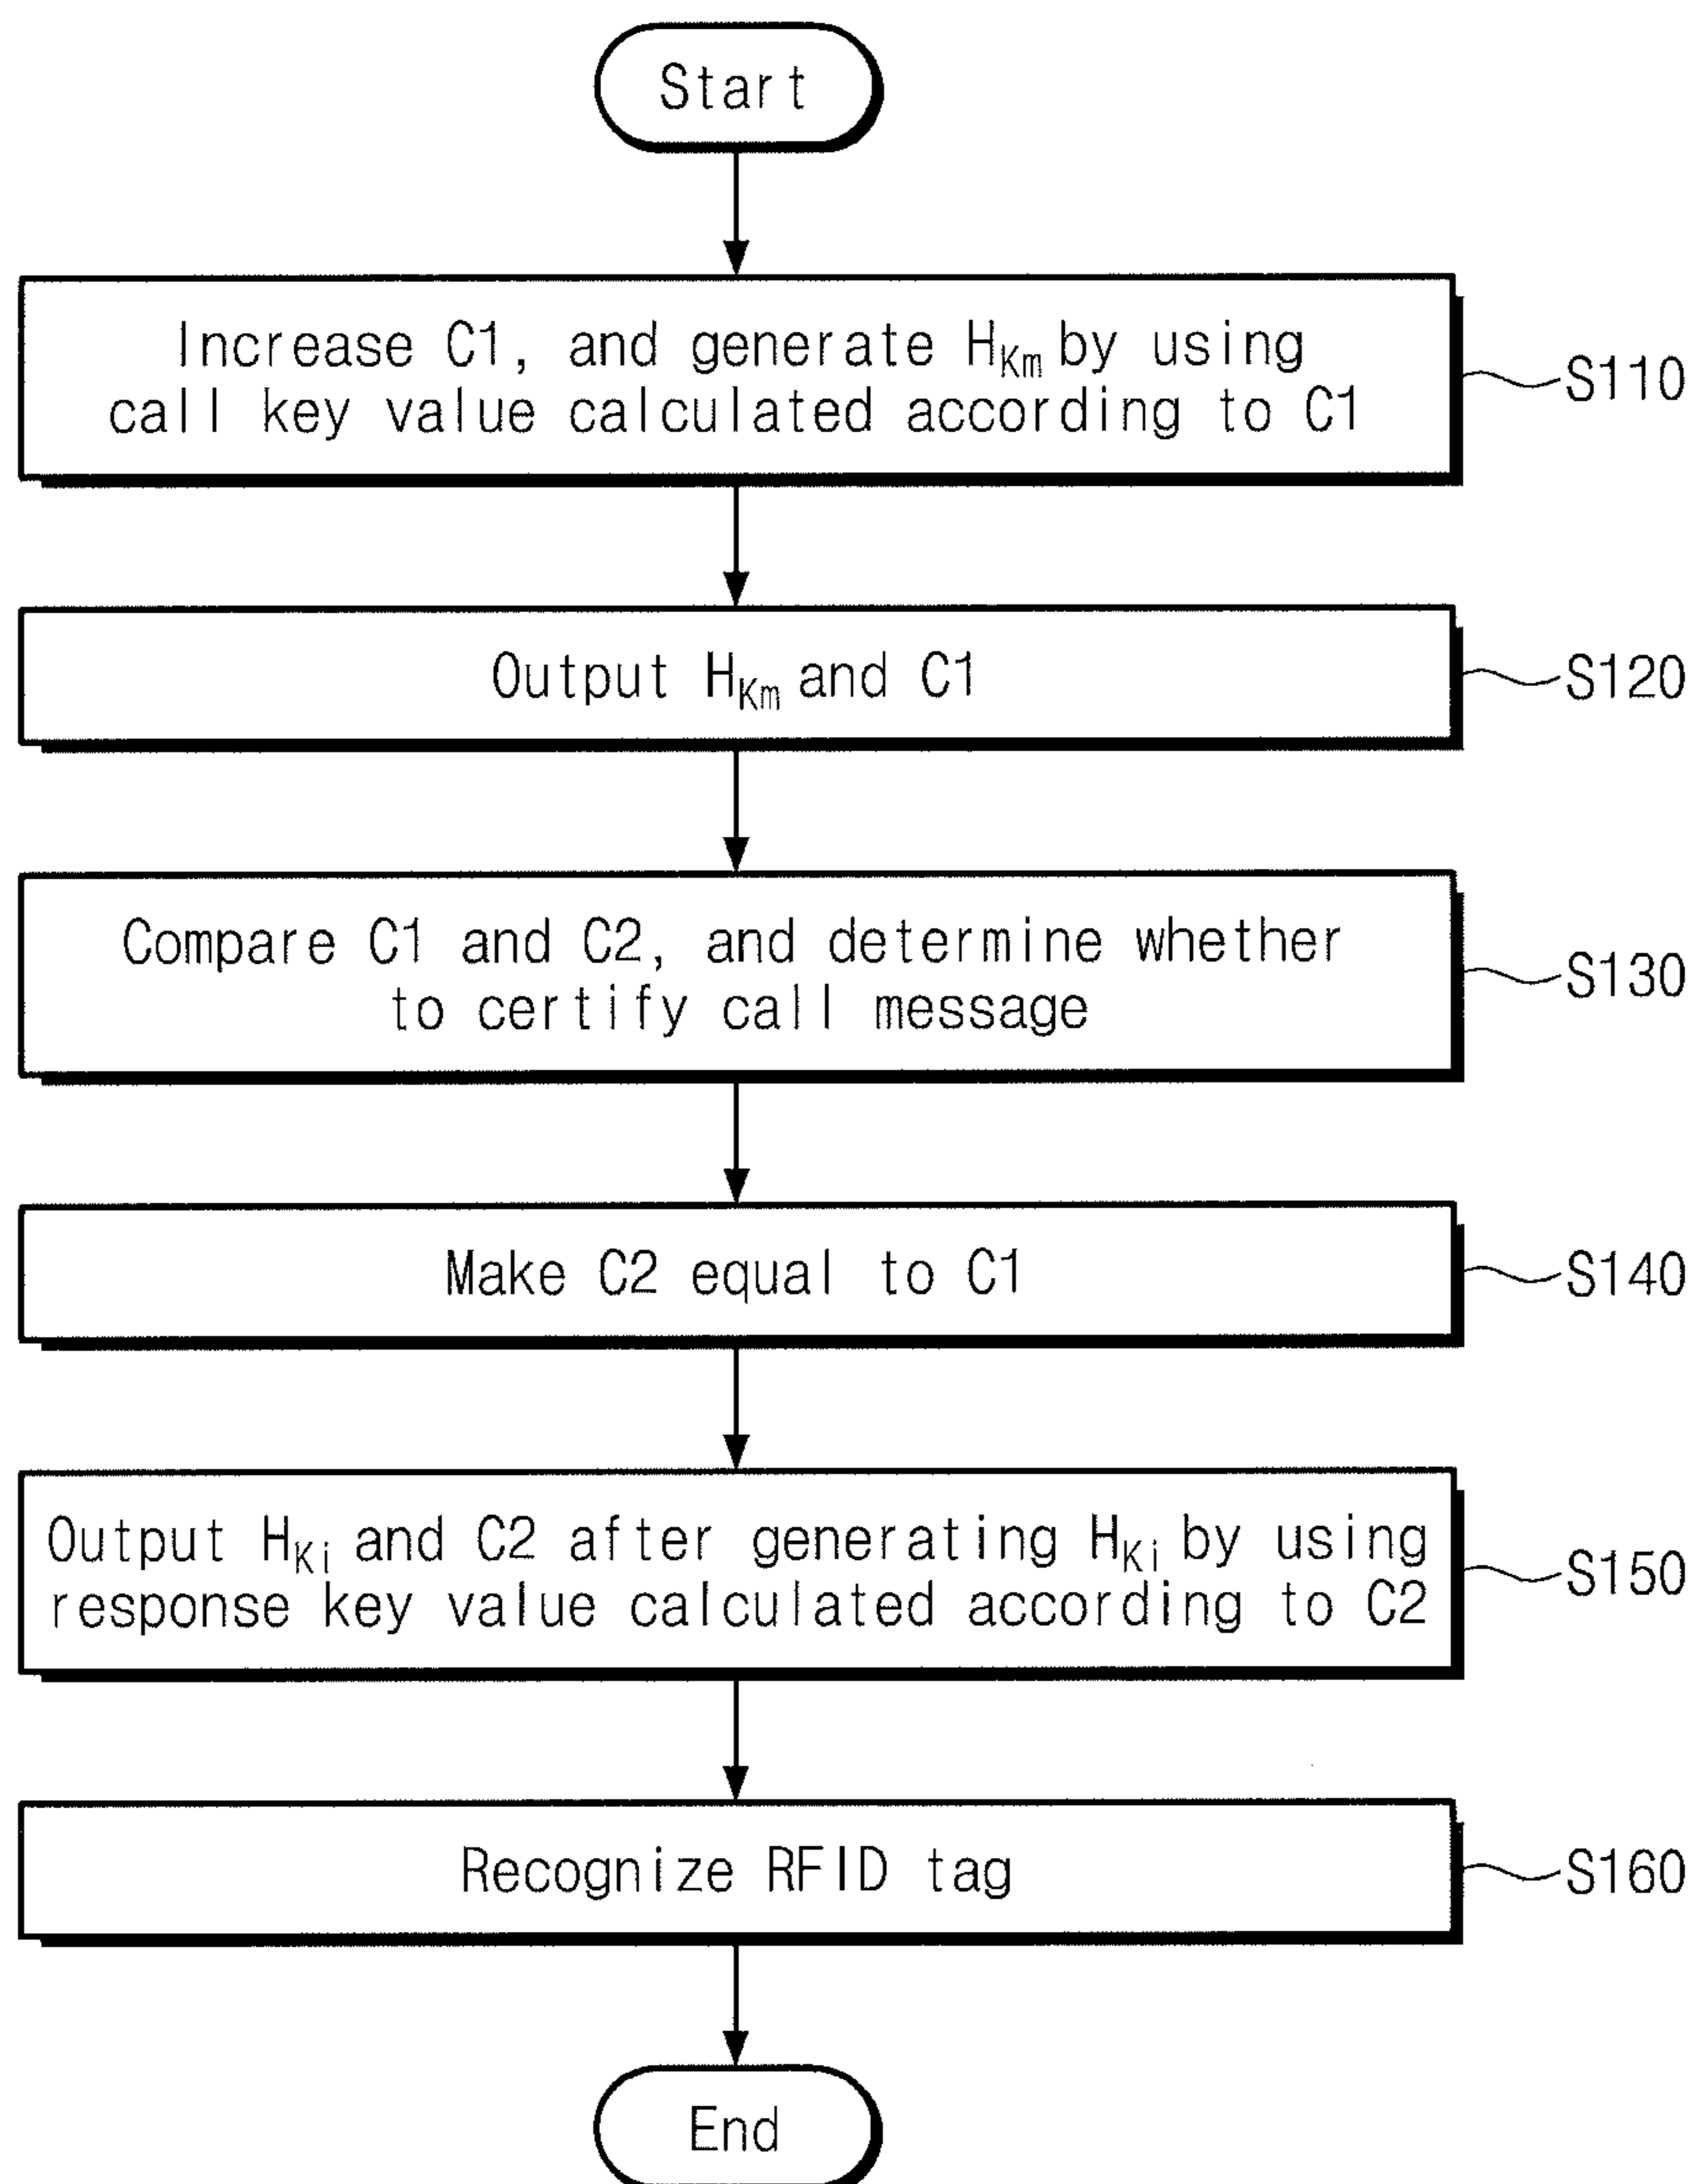 Start
Increase C1, and generate HKm by using
call key value calculated according to C1
S110
Output HKm and C1
S120
Compare C1 and C2, and determine whether
to certify call message
S130
Make C2 equal to C1
S140
Output HKi and C2 after generating HKi by using
response key value calculated according to C2
S150
Recognize RFID tag
S160
End